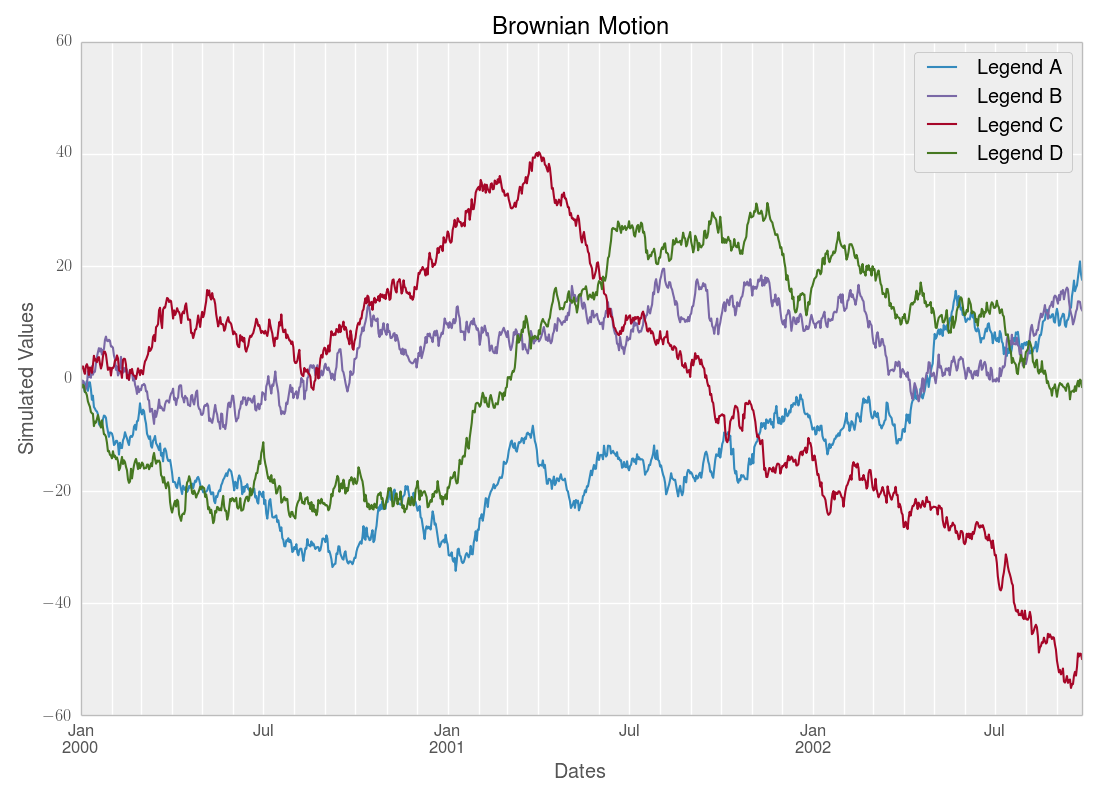 Brownian Motion
Legend A
Legend B
Legend C
Legend D
Simulated Values
60
40
20
0
−20
−40
−60
Jan Jul Jan Jul Jan Jul
2000 2001 2002
Dates